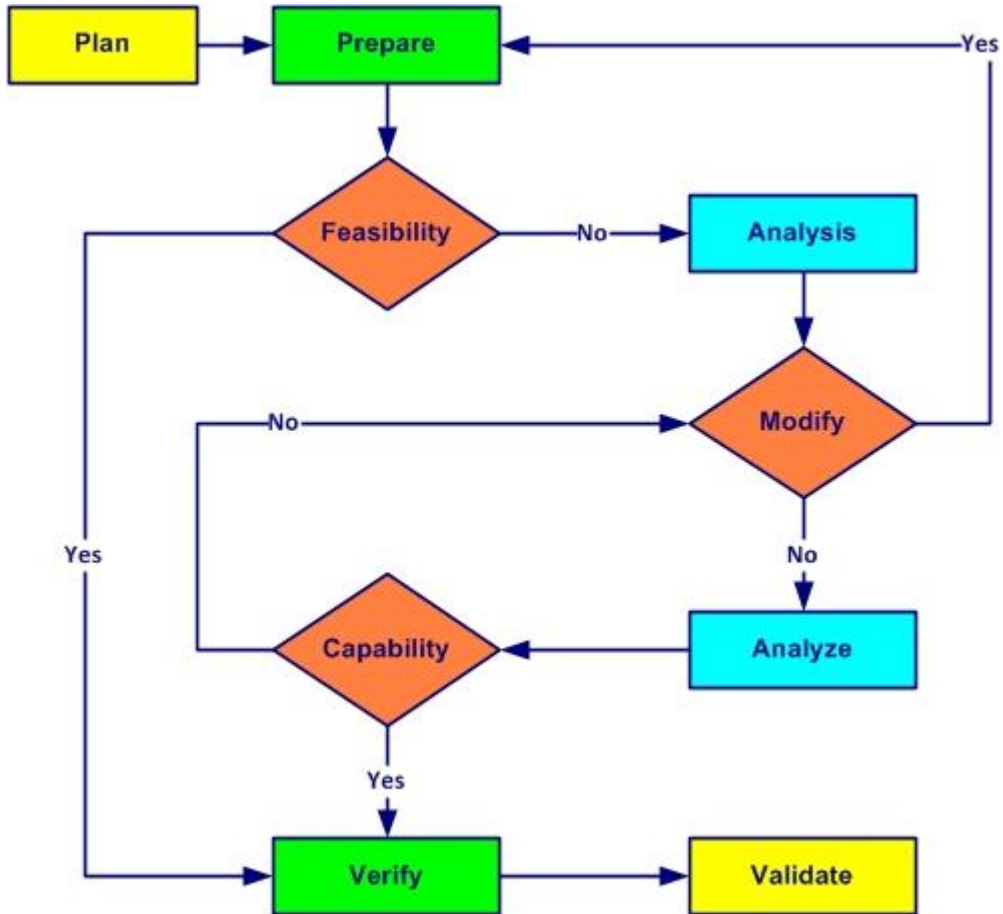 Plan
Prepare
Yes
Feasibility
No
Analysis
No
Modify
Yes
No
Capability
Analyze
Yes
Verify
Validate